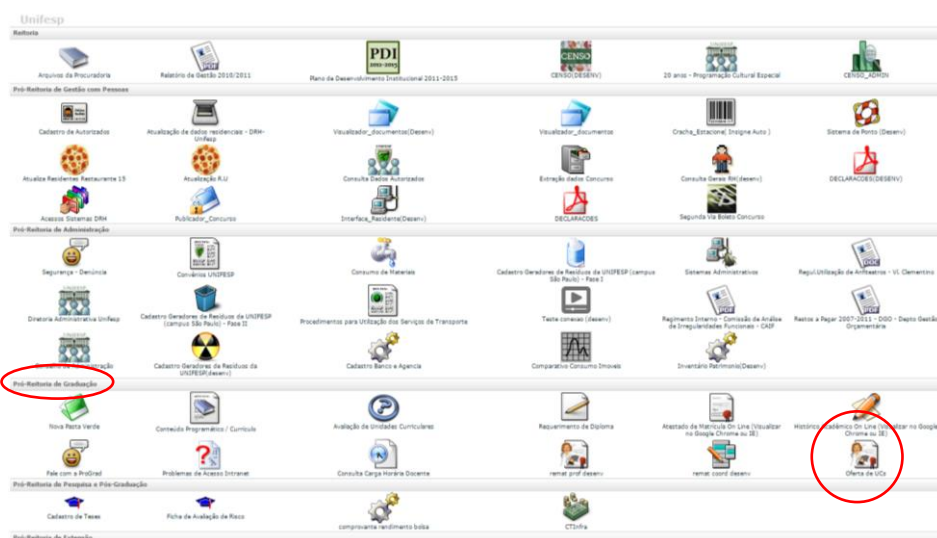 Unifesp
Reitoria
Arquivos da Procuradoria
Relatório de Gestão 2010/2011
PDI
2011-2015
Plano de Desenvolvimento Institucional 2011-2015
CENSO
CENSO(DESENV)
20 anos - Programação Cultural Especial
CENSO_ADMIN
Pró-Reitoria de Gestão com Pessoas
Cadastro de Autorizados
Atualização de dados residenciais - DRH-
Unifesp
Visualizador_documentos(Desenv)
Visualizador_documentos
Cracha_Estacione( Insigne Auto )
Sistema de Ponto (Desenv)
Atualiza Residentes Restaurante 15
Atualização R.U
Consulta Dados Autorizados
Extração dados Concurso
Consulta Gerais RH(desenv)
DECLARACOES(DESENV)
Acessos Sistemas DRH
Publicador_Concurso
Interface_Residente(Desenv)
DECLARACOES
Segunda Via Boleto Concurso
Pró-Reitoria de Administração
Segurança - Denúncia
Convênios UNIFESP
Consumo de Materiais
Cadastro Geradores de Resíduos da UNIFESP (campus
São Paulo) - Fase I
Sistemas Administrativos
DOC
Regul.Utilização de Anfiteatros - Vl. Clementino
Diretoria Administrativa Unifesp
Cadastro Geradores de Resíduos da UNIFESP
(campus São Paulo) - Fase II
Procedimentos para Utilização dos Serviços de Transporte
Teste conexao (desenv)
Regimento Interno - Comissão de Análise
de Irregularidades Funcionais - CAIF
Restos a Pagar 2007-2011 - DGO - Depto Gestão
Orçamentária
Administração
Cadastro Geradores de Resíduos da
UNIFESP(desenv)
Cadastro Banco e Agencia
Comparativo Consumo Imoveis
Inventário Patrimonio(Desenv)
Pró-Reitoria de Graduação
Nova Pasta Verde
Conteúdo Programático / Currículo
Avaliação de Unidades Curriculares
Requerimento de Diploma
Atestado de Matrícula On Line (Visualizar
no Google Chrome ou IE)
Histórico Acadêmico On Line (Visualizar no Google
Chrome ou IE)
Fale com a ProGrad
Problemas de Acesso Intranet
Consulta Carga Horária Docente
remat prof desenv
remat coord desenv
Oferta de UCs
Pró-Reitoria de Pesquisa e Pós-Graduação
Cadastro de Teses
Ficha de Avaliação de Risco
comprovante rendimento bolsa
CTInfra
Pró-Reitoria de Extensão